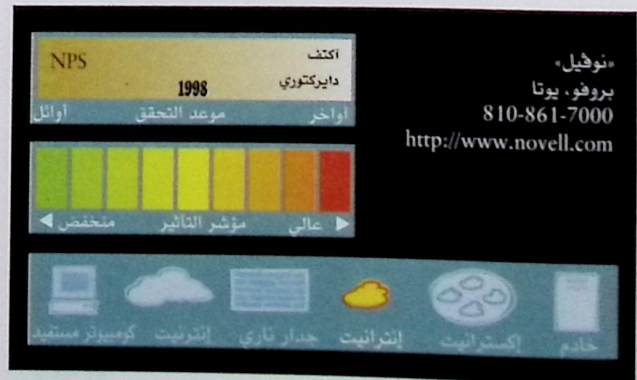 «نوفيل»
بروفو، يوتا
810-861-7000
http://www.novell.com
اكتف NPS
دايركتوري
1998
أواخر موعد التحقق أوائل
عالي مؤشر التأثير منخفض
خادم إكسترانيت إنترانيت جدار ناري إنترنيت كومبيوتر مستفيد